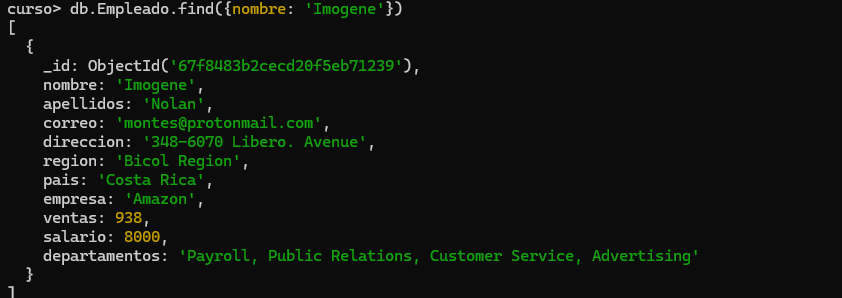 curso> db.Empleado.find({nombre: 'Imogene'})
[
  {
    _id: ObjectId('67f8483b2cecd20f5eb71239'),
    nombre: 'Imogene',
    apellidos: 'Nolan',
    correo: 'montes@protonmail.com',
    direccion: '348-6070 Libero. Avenue',
    region: 'Bicol Region',
    pais: 'Costa Rica',
    empresa: 'Amazon',
    ventas: 938,
    salario: 8000,
    departamentos: 'Payroll, Public Relations, Customer Service, Advertising'
  }
]